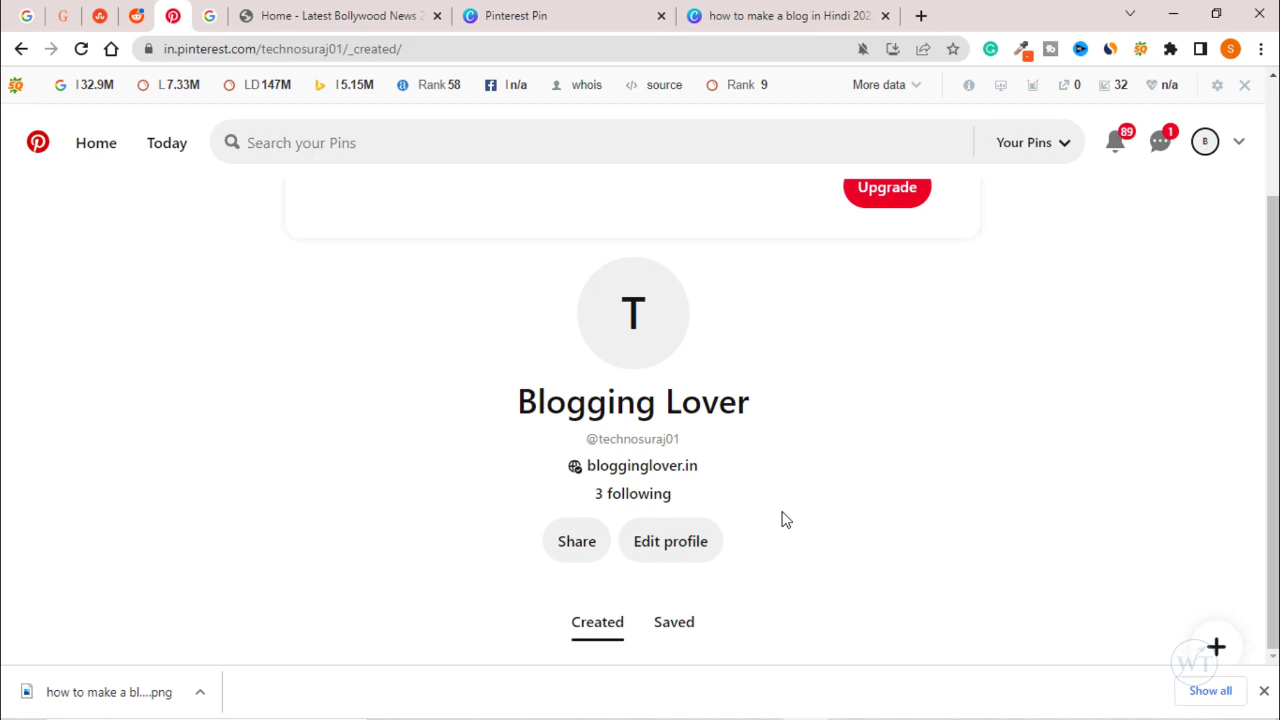 Home - Latest Bollywood News 2
Pinterest Pin
how to make a blog in Hindi 202
in.pinterest.com/technosuraj01/_created/
S
I 32.9M
L 7.33M
LD 147M
I 5.15M
Rank 58
I n/a
whois
source
Rank 9
More data
0
32
n/a
Home
Today
Search your Pins
Your Pins
89
1
B
Upgrade
T
Blogging Lover
@technosuraj01
blogginglover.in
3 following
Share
Edit profile
Created
Saved
WT
how to make a bl....png
Show all